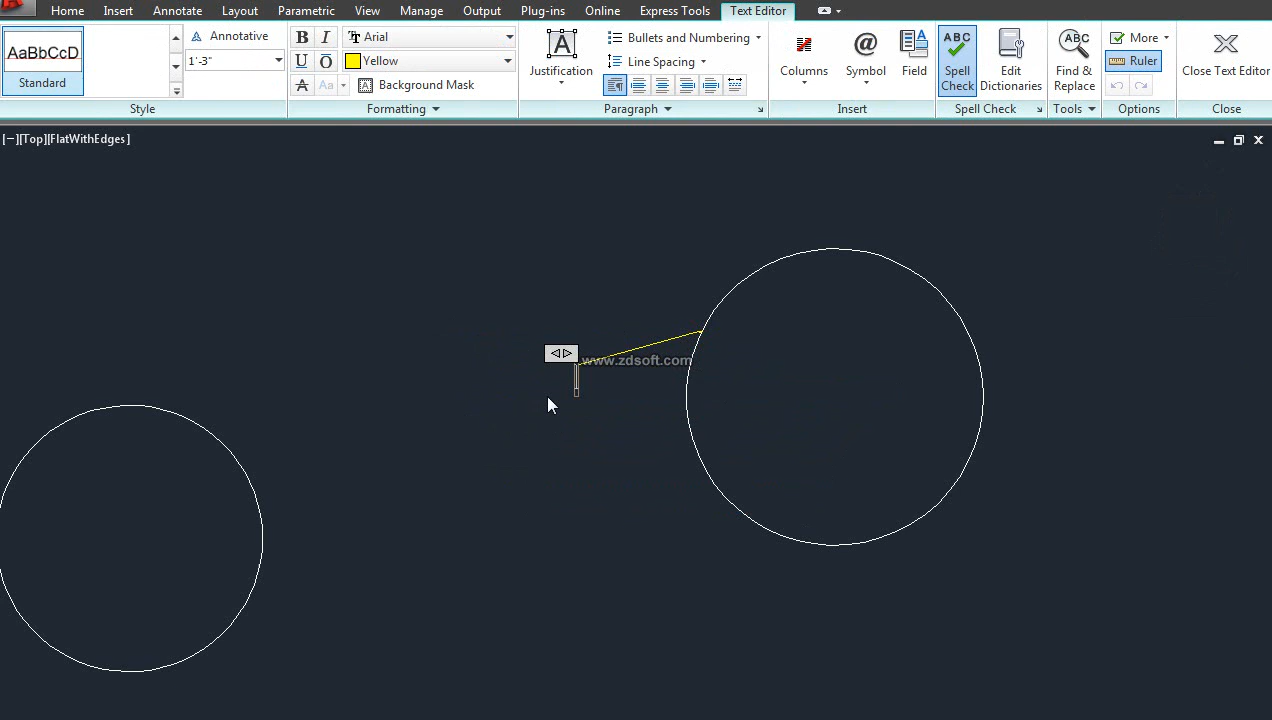 Home Insert Annotate Layout Parametric View Manage Output Plug-ins Online Express Tools Text Editor
AaBbCcD
Standard
Annotative
1'-3"
Style
B I Arial
U O Yellow
A Aa Background Mask
Formatting
A
Justification
Bullets and Numbering
Line Spacing
Paragraph
Columns
@
Symbol
Field
Insert
ABC
Spell
Check
Edit
Dictionaries
Spell Check
ABC
Find &
Replace
Tools
More
Ruler
Options
Close Text Editor
Close
[−][Top][FlatWithEdges]
www.zdsoft.com